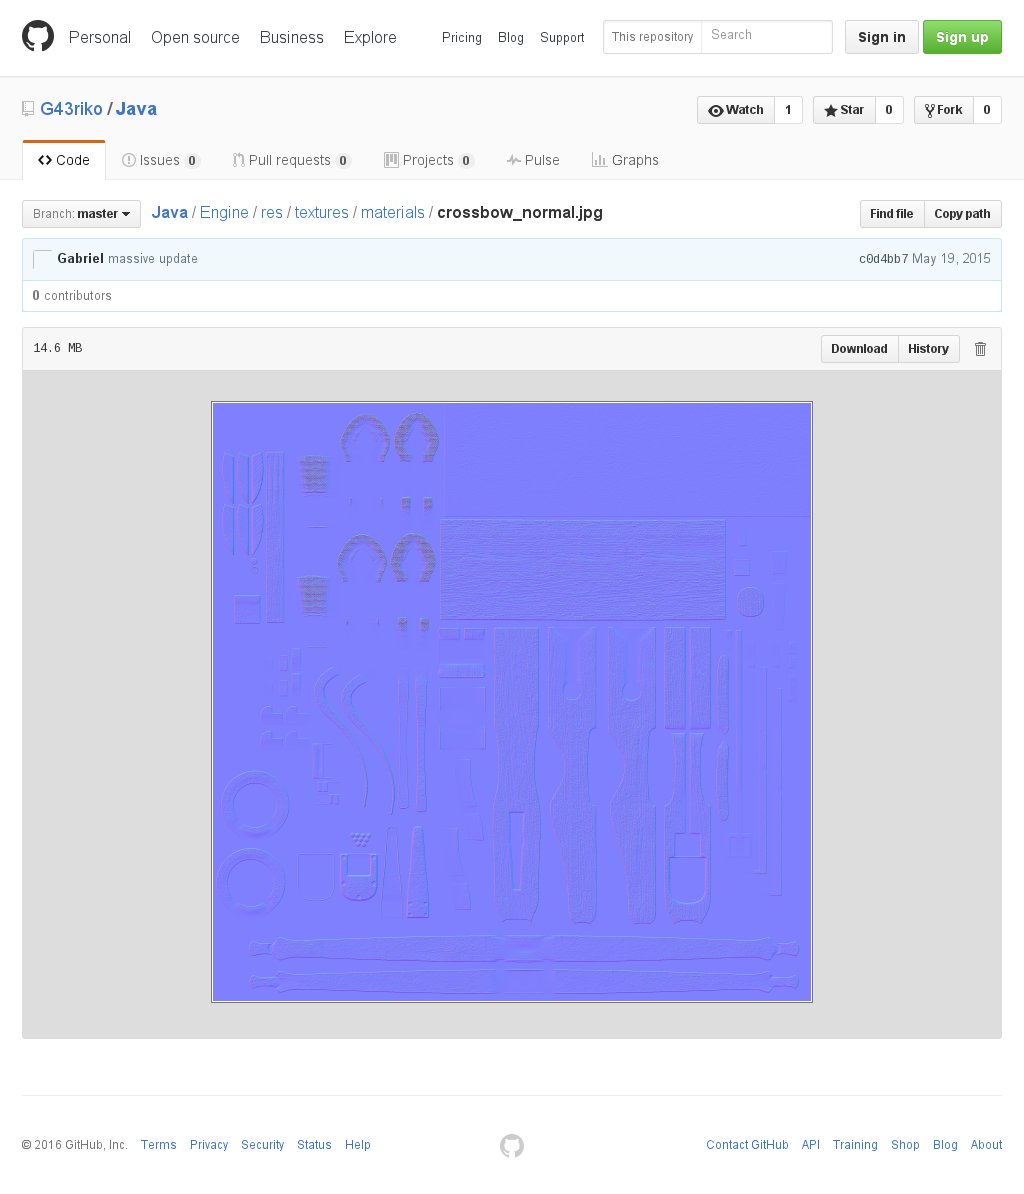 Personal Open source Business Explore Pricing Blog Support This repository Search Sign in Sign up
G43riko / Java Watch 1 Star 0 Fork 0
Code Issues 0 Pull requests 0 Projects 0 Pulse Graphs
Branch: master Java / Engine / res / textures / materials / crossbow_normal.jpg Find file Copy path
Gabriel massive update c0d4bb7 May 19, 2015
0 contributors
14.6 MB Download History
© 2016 GitHub, Inc. Terms Privacy Security Status Help Contact GitHub API Training Shop Blog About